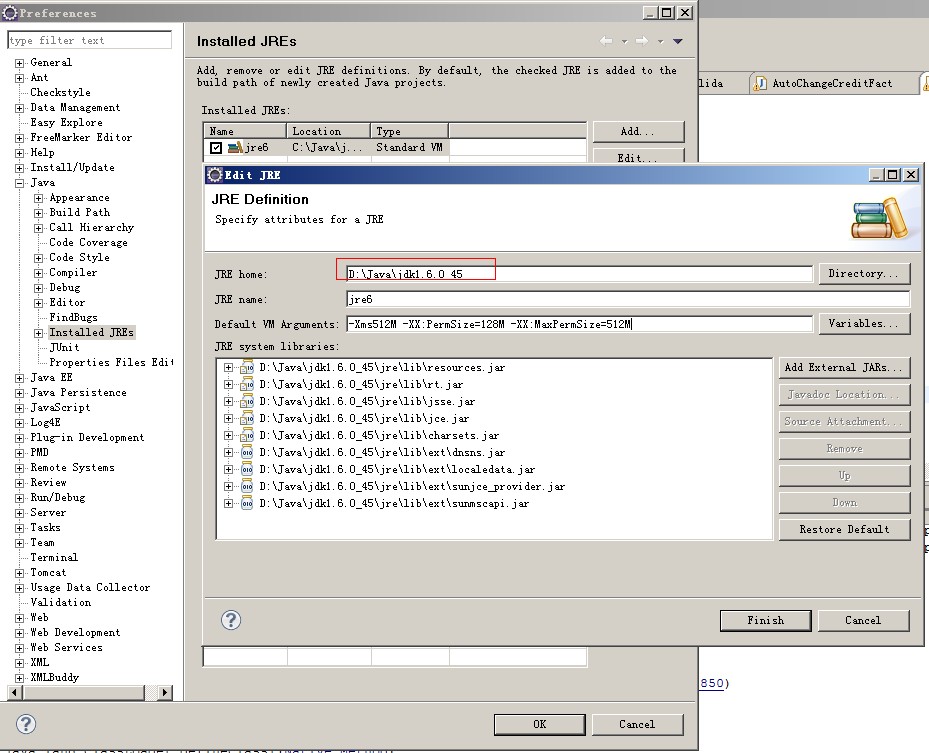 Preferences
type filter text
General
Ant
Checkstyle
Data Management
Easy Explore
FreeMarker Editor
Help
Install/Update
Java
Appearance
Build Path
Call Hierarchy
Code Coverage
Code Style
Compiler
Debug
Editor
FindBugs
Installed JREs
JUnit
Properties Files Edit
Java EE
Java Persistence
JavaScript
Log4E
Plug-in Development
PMD
Remote Systems
Review
Run/Debug
Server
Tasks
Team
Terminal
Tomcat
Usage Data Collector
Validation
Web
Web Development
Web Services
XML
XMLBuddy
Installed JREs
Add, remove or edit JRE definitions. By default, the checked JRE is added to the
build path of newly created Java projects.
Installed JREs:
Name Location Type
jre6 C:\Java\j... Standard VM
Add...
Edit...
lida
AutoChangeCreditFact
Edit JRE
JRE Definition
Specify attributes for a JRE
JRE home: D:\Java\jdk1.6.0_45 Directory...
JRE name: jre6
Default VM Arguments: -Xms512M -XX:PermSize=128M -XX:MaxPermSize=512M Variables...
JRE system libraries:
D:\Java\jdk1.6.0_45\jre\lib\resources.jar
D:\Java\jdk1.6.0_45\jre\lib\rt.jar
D:\Java\jdk1.6.0_45\jre\lib\jsse.jar
D:\Java\jdk1.6.0_45\jre\lib\jce.jar
D:\Java\jdk1.6.0_45\jre\lib\charsets.jar
D:\Java\jdk1.6.0_45\jre\lib\ext\dnsns.jar
D:\Java\jdk1.6.0_45\jre\lib\ext\localedata.jar
D:\Java\jdk1.6.0_45\jre\lib\ext\sunjce_provider.jar
D:\Java\jdk1.6.0_45\jre\lib\ext\sunmscapi.jar
Add External JARs...
Javadoc Location...
Source Attachment...
Remove
Up
Down
Restore Default
Finish Cancel
850)
OK Cancel